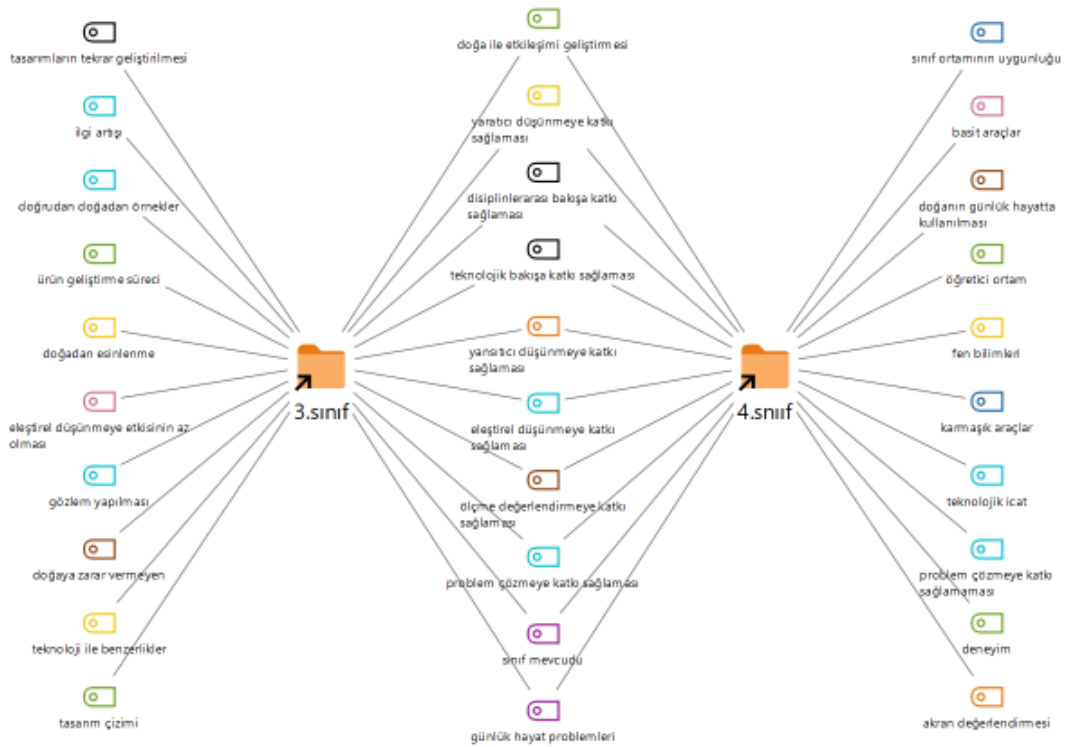 tasarımların tekrar geliştirilmesi
ilgi artışı
doğrudan doğadan örnekler
ürün geliştirme süreci
doğadan esinlenme
eleştirel düşünmeye etkisinin az
olması
gözlem yapılması
doğaya zarar vermeyen
teknoloji ile benzerlikler
tasarım çizimi
3.sınıf
doğa ile etkileşimi geliştirmesi
yaratıcı düşünmeye katkı
sağlaması
disiplinlerarası bakışa katkı
sağlaması
teknolojik bakışa katkı sağlaması
yansıtıcı düşünmeye katkı
sağlaması
eleştirel düşünmeye katkı
sağlaması
ölçme değerlendirmeye katkı
sağlaması
problem çözmeye katkı sağlaması
sınıf mevcudu
günlük hayat problemleri
4.snıif
sınıf ortamının uygunluğu
basit araçlar
doğanın günlük hayatta
kullanılması
öğretici ortam
fen bilimleri
karmaşık araçlar
teknolojik icat
problem çözmeye katkı
sağlamaması
deneyim
akran değerlendirmesi